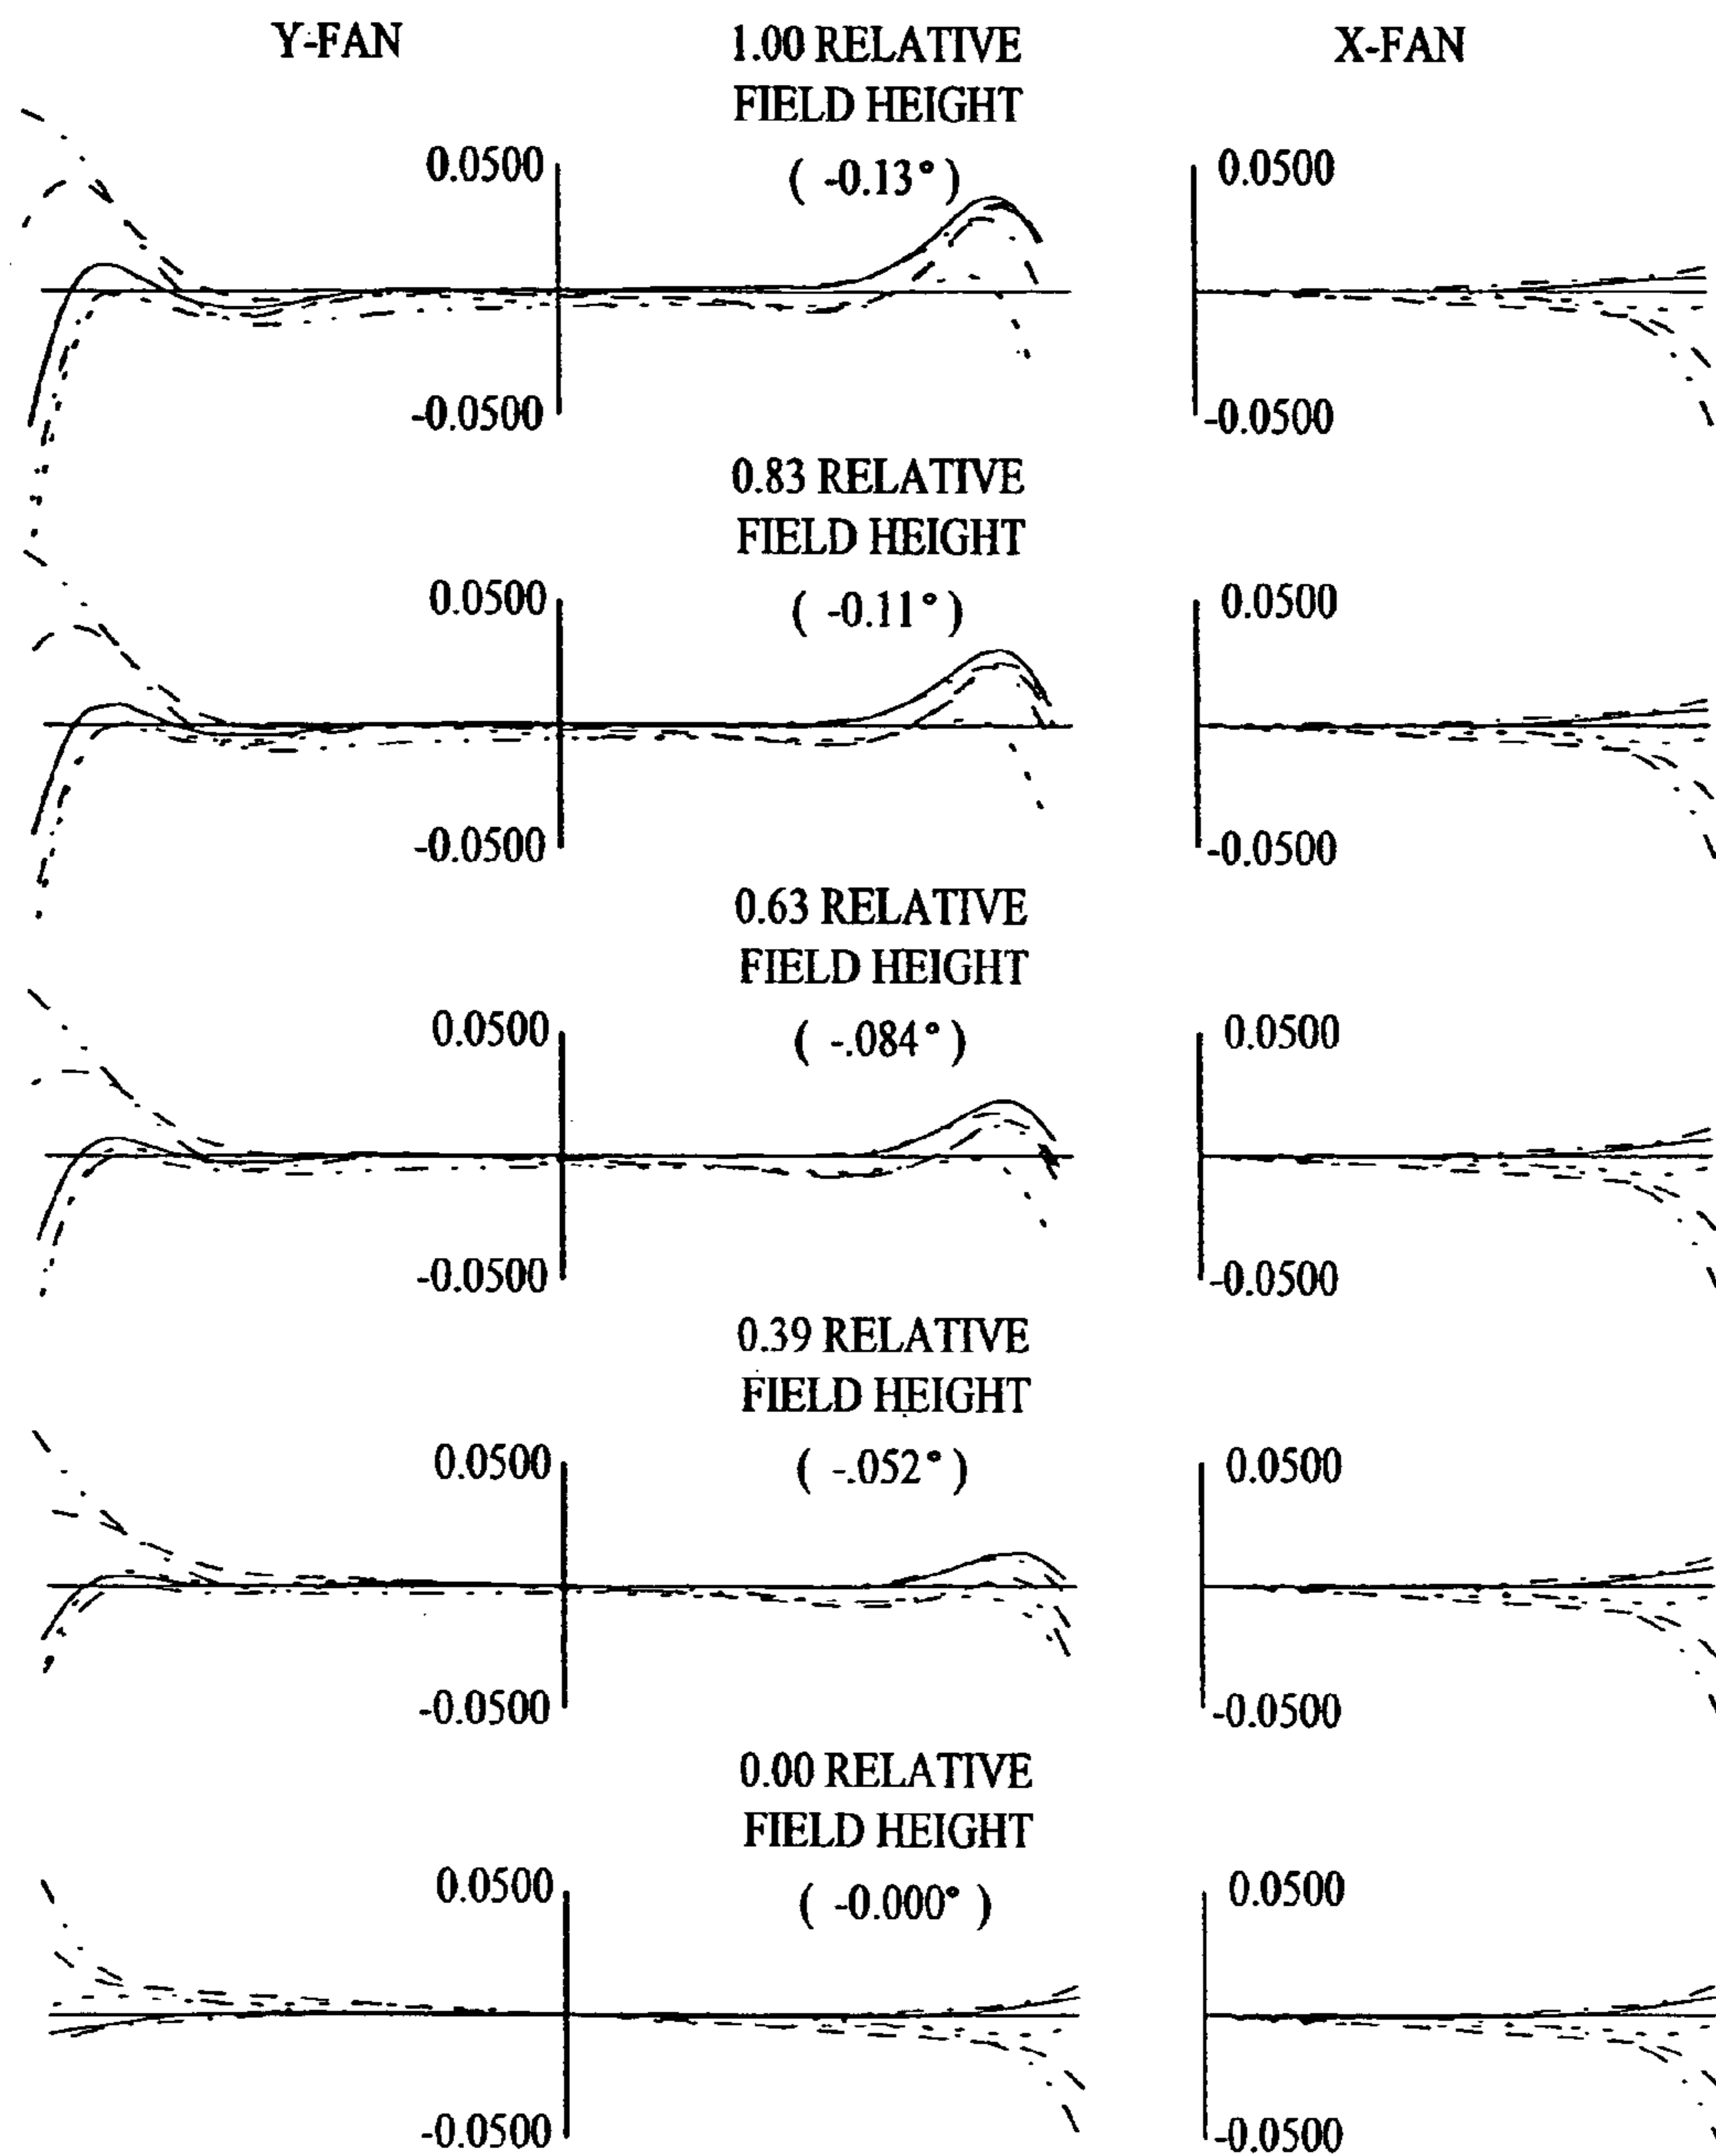 Y-FAN
1.00 RELATIVE
FIELD HEIGHT
( -0.13° )
X-FAN
0.0500
-0.0500
0.0500
-0.0500
0.83 RELATIVE
FIELD HEIGHT
( -0.11° )
0.0500
-0.0500
0.0500
-0.0500
0.63 RELATIVE
FIELD HEIGHT
( -.084° )
0.0500
-0.0500
0.0500
-0.0500
0.39 RELATIVE
FIELD HEIGHT
( -.052° )
0.0500
-0.0500
0.0500
-0.0500
0.00 RELATIVE
FIELD HEIGHT
( -0.000° )
0.0500
-0.0500
0.0500
-0.0500